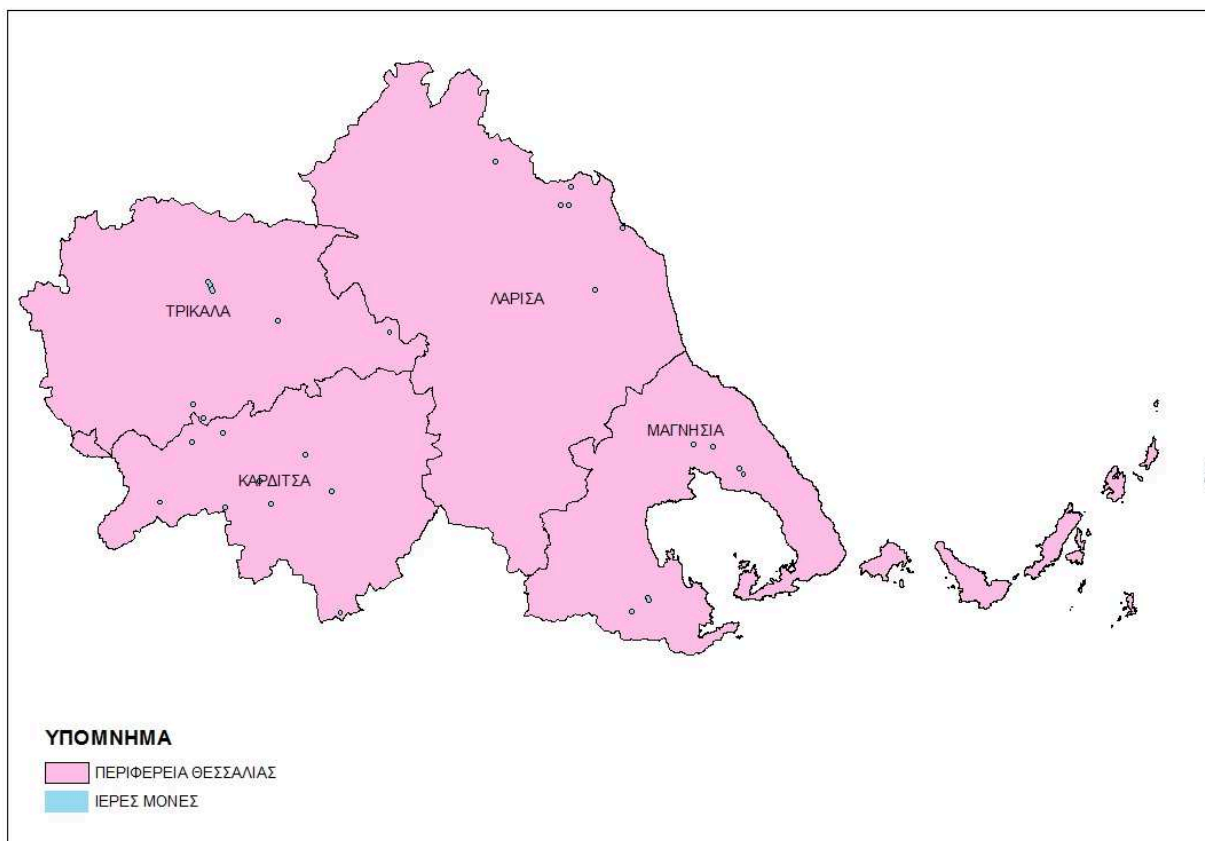 ΤΡΙΚΑΛΑ
ΛΑΡΙΣΑ
ΜΑΓΝΗΣΙΑ
ΚΑΡΔΙΤΣΑ
ΥΠΟΜΝΗΜΑ
ΠΕΡΙΦΕΡΕΙΑ ΘΕΣΣΑΛΙΑΣ
ΙΕΡΕΣ ΜΟΝΕΣ